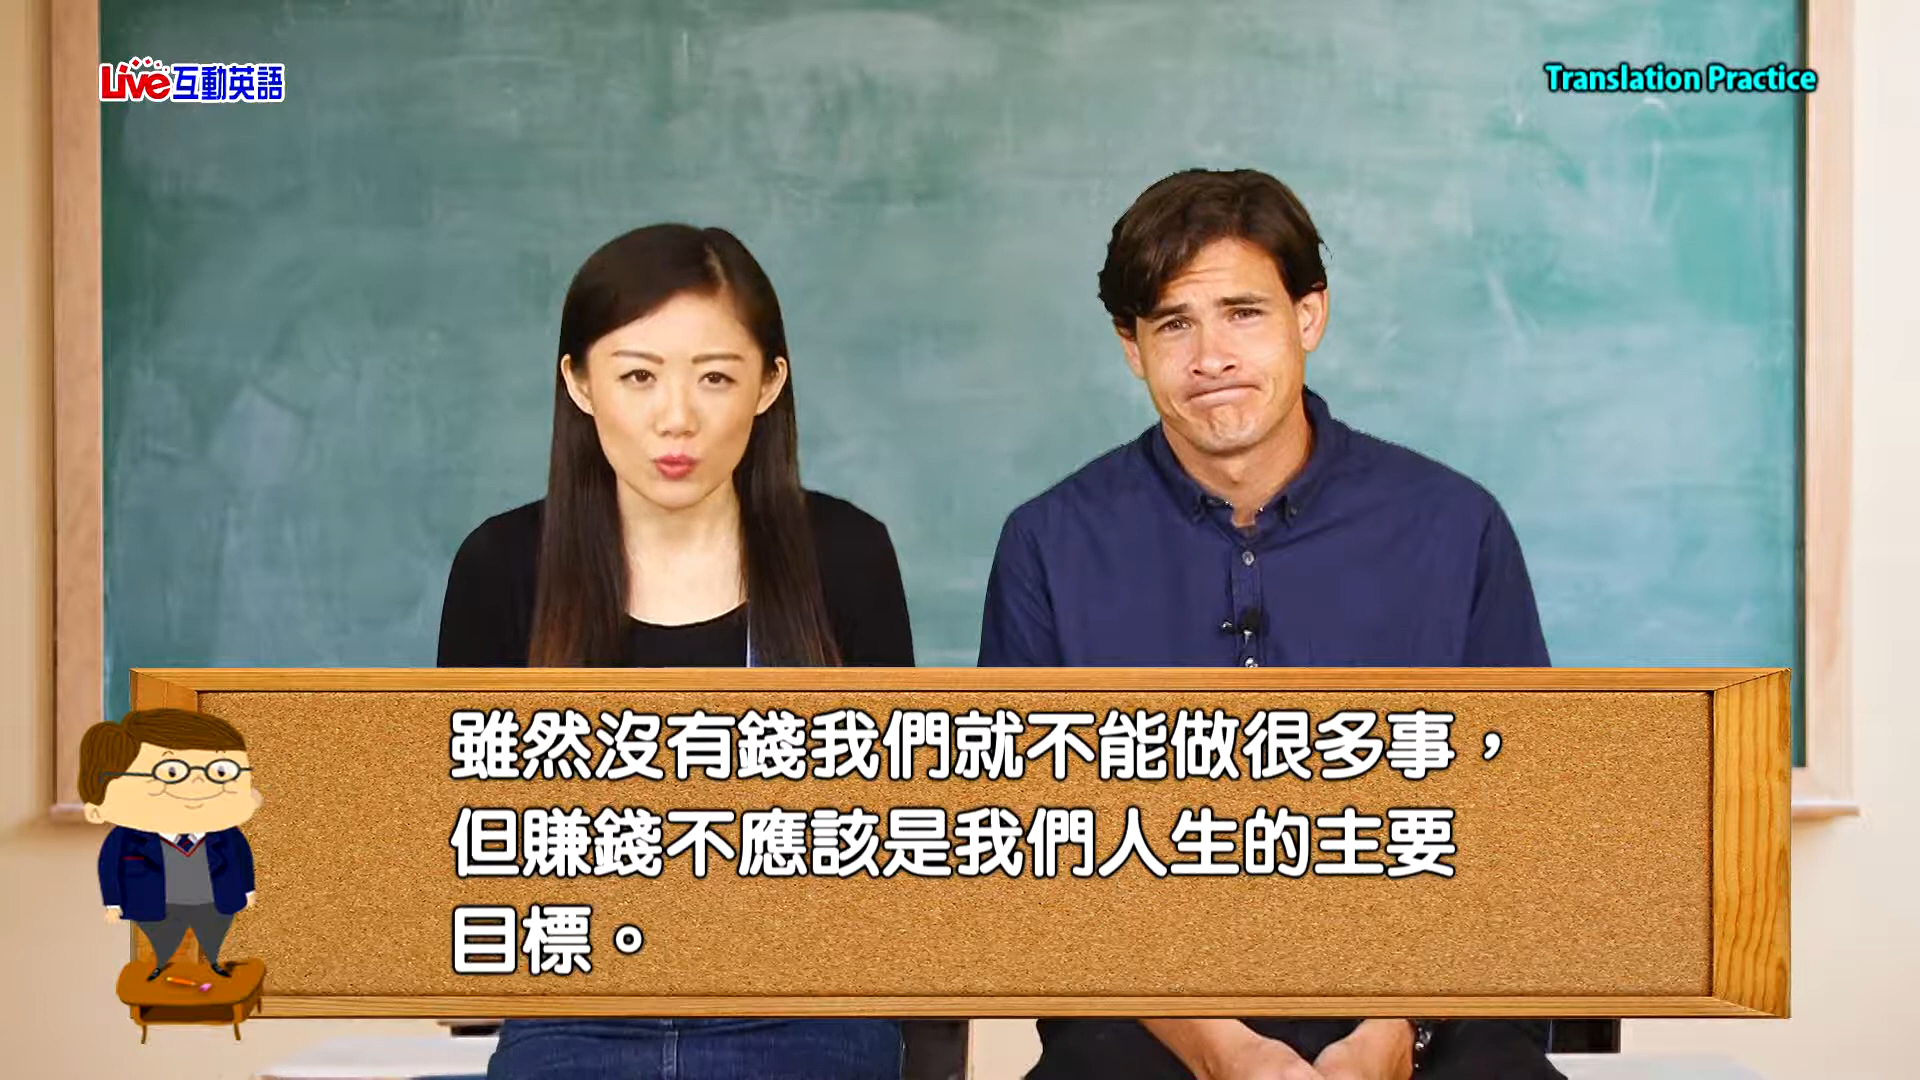 Live互動英語
Translation Practice
雖然沒有錢我們就不能做很多事，
但賺錢不應該是我們人生的主要
目標。